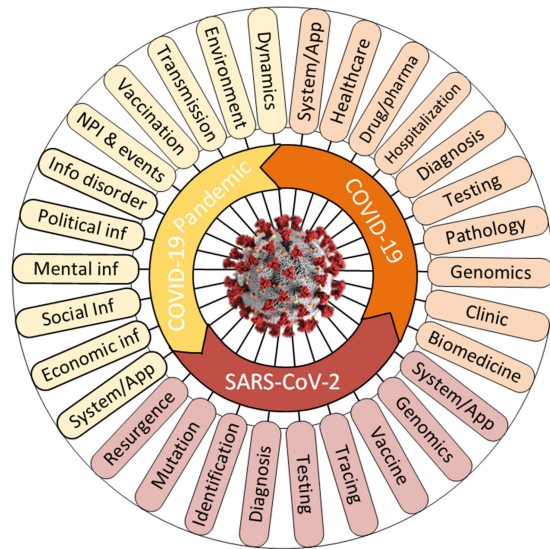 Dynamics
System/App
Healthcare
Drug/pharma
Hospitalization
Diagnosis
Testing
Pathology
Genomics
Clinic
Biomedicine
System/App
Genomics
Vaccine
Tracing
Testing
Diagnosis
Identification
Mutation
Resurgence
System/App
Economic inf
Social Inf
Mental inf
Political inf
Info disorder
NPI & events
Vaccination
Transmission
Environment
COVID-19 Pandemic
COVID-19
SARS-CoV-2